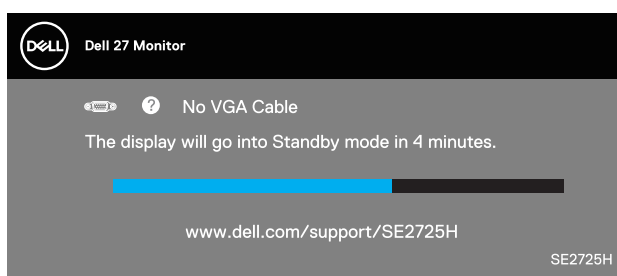 DELL
Dell 27 Monitor
? No VGA Cable
The display will go into Standby mode in 4 minutes.
www.dell.com/support/SE2725H
SE2725H